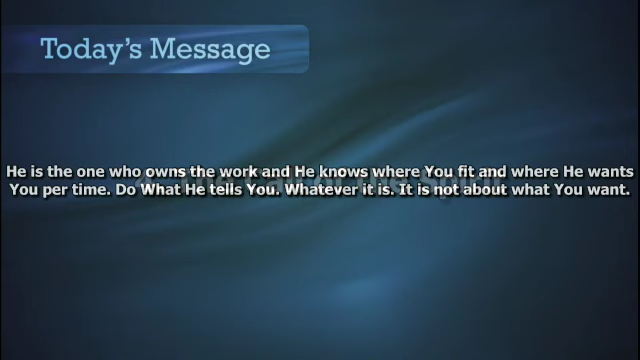 Today's Message
He is the one who owns the work and He knows where You fit and where He wants
You per time. Do What He tells You. Whatever it is. It is not about what You want.